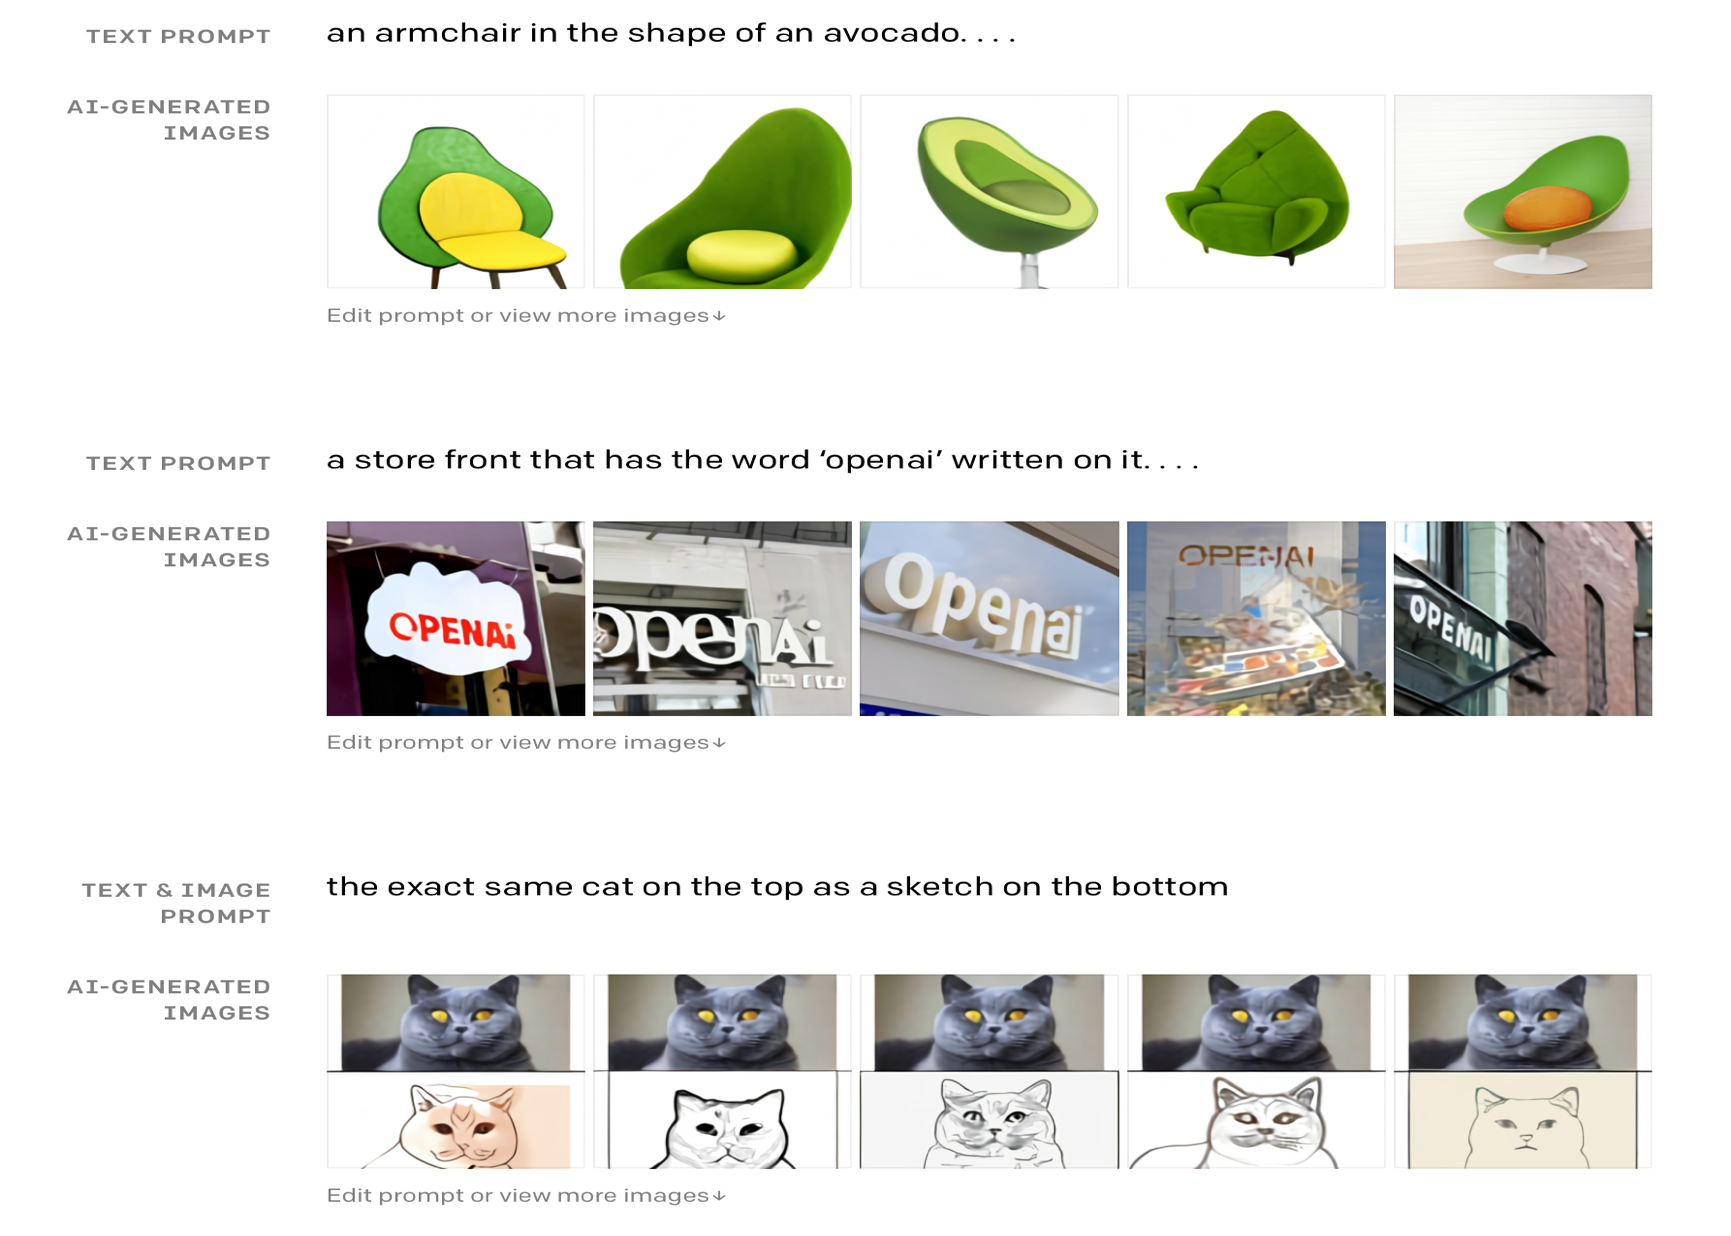 TEXT PROMPT
an armchair in the shape of an avocado. . . .
AI-GENERATED
IMAGES
Edit prompt or view more images↓
TEXT PROMPT
a store front that has the word ‘openai’ written on it. . . .
AI-GENERATED
IMAGES
OPENAi
openAi
Openai
OPENAI
OPENAI
Edit prompt or view more images↓
TEXT & IMAGE
PROMPT
the exact same cat on the top as a sketch on the bottom
AI-GENERATED
IMAGES
Edit prompt or view more images↓